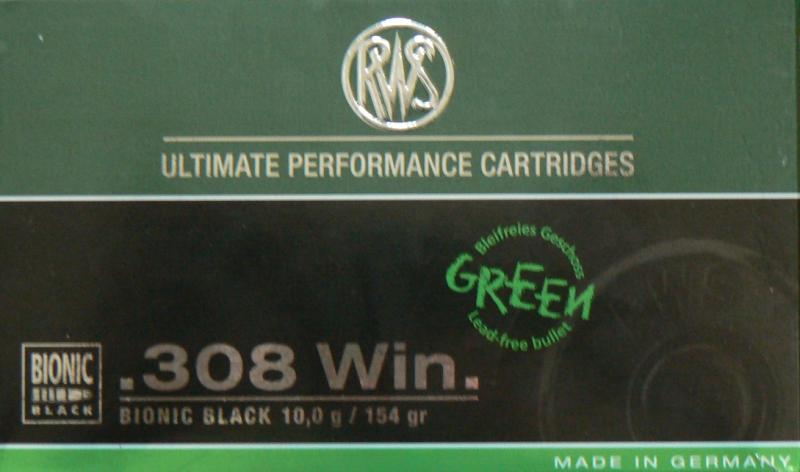 RWS
ULTIMATE PERFORMANCE CARTRIDGES
Bleifreies Geschoss
GREEN
Lead-free bullet
BIONIC
BLACK
.308 Win.
BIONIC BLACK 10,0 g / 154 gr
RWS
MADE IN GERMANY